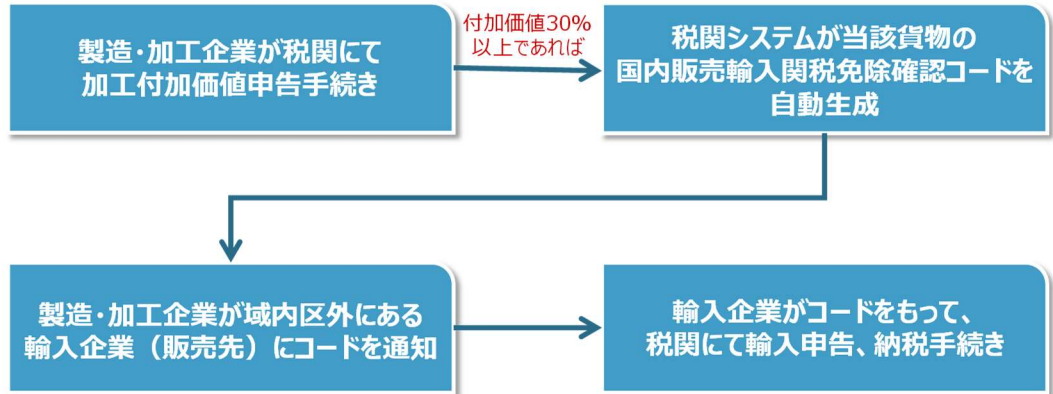 製造・加工企業が税関にて
加工付加価値申告手続き
付加価値30%
以上であれば
税関システムが当該貨物の
国内販売輸入関税免除確認コードを
自動生成
製造・加工企業が域内区外にある
輸入企業（販売先）にコードを通知
輸入企業がコードをもって、
税関にて輸入申告、納税手続き